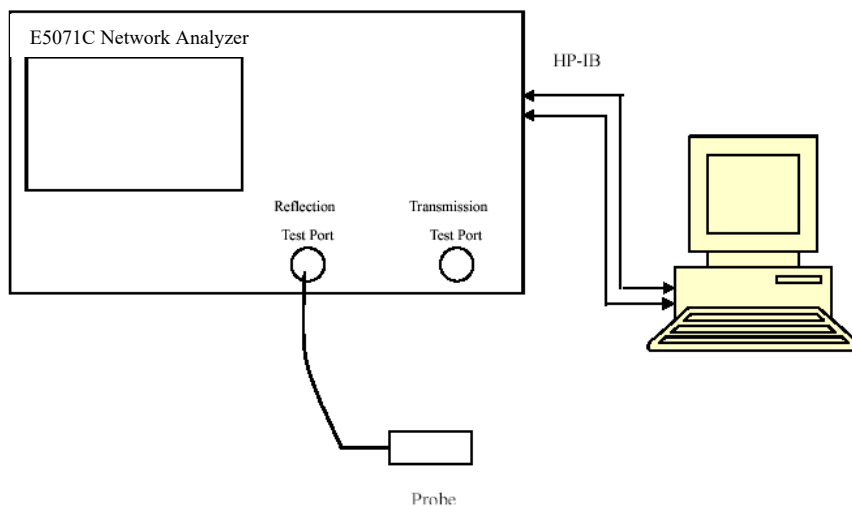 E5071C Network Analyzer
HP-IB
Reflection
Test Port
Transmission
Test Port
Probe